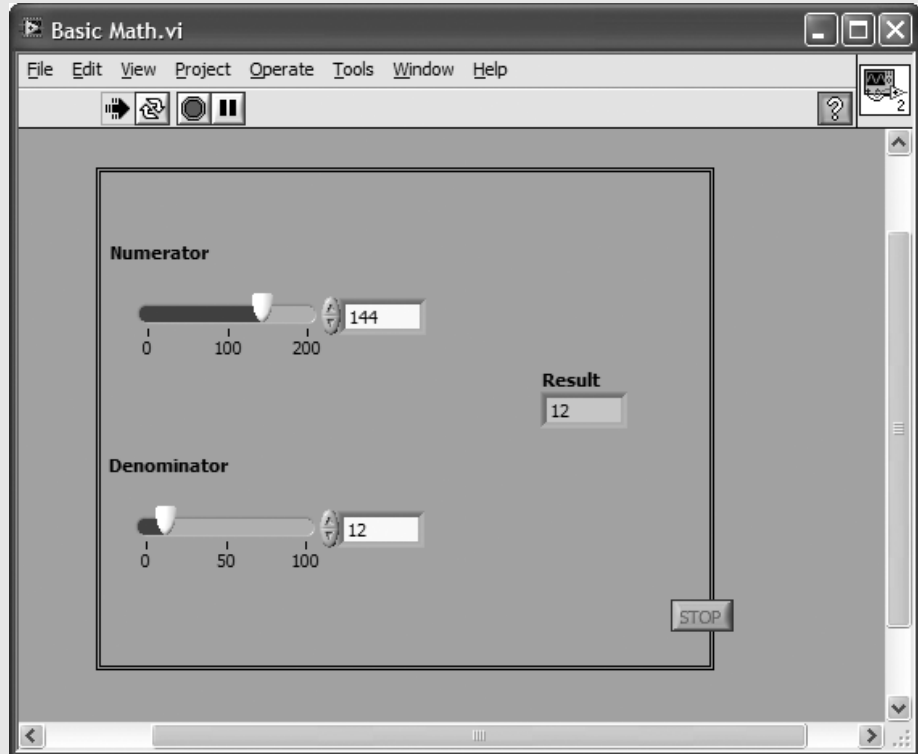 Basic Math.vi
File Edit View Project Operate Tools Window Help
?
2
Numerator
144
0 100 200
Result
12
Denominator
12
0 50 100
STOP